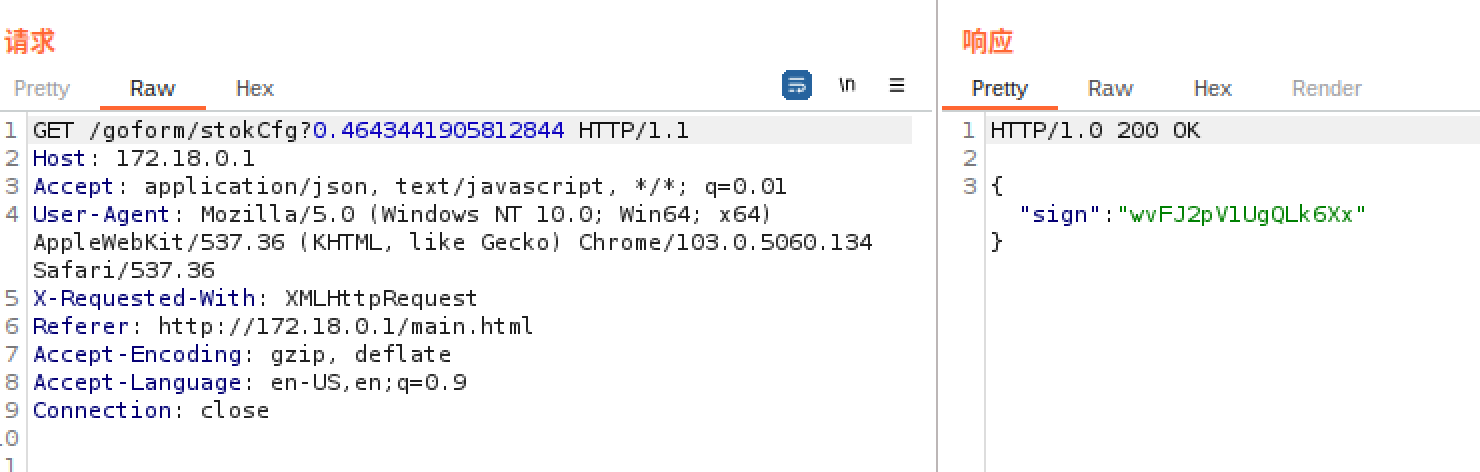 请求
Pretty Raw Hex \n ☰
1 GET /goform/stokCfg?0.4643441905812844 HTTP/1.1
2 Host: 172.18.0.1
3 Accept: application/json, text/javascript, */*; q=0.01
4 User-Agent: Mozilla/5.0 (Windows NT 10.0; Win64; x64)
AppleWebKit/537.36 (KHTML, like Gecko) Chrome/103.0.5060.134
Safari/537.36
5 X-Requested-With: XMLHttpRequest
6 Referer: http://172.18.0.1/main.html
7 Accept-Encoding: gzip, deflate
8 Accept-Language: en-US,en;q=0.9
9 Connection: close
10
1
响应
Pretty Raw Hex Render
1 HTTP/1.0 200 OK
2
3 {
"sign":"wvFJ2pVlUgQLk6Xx"
}